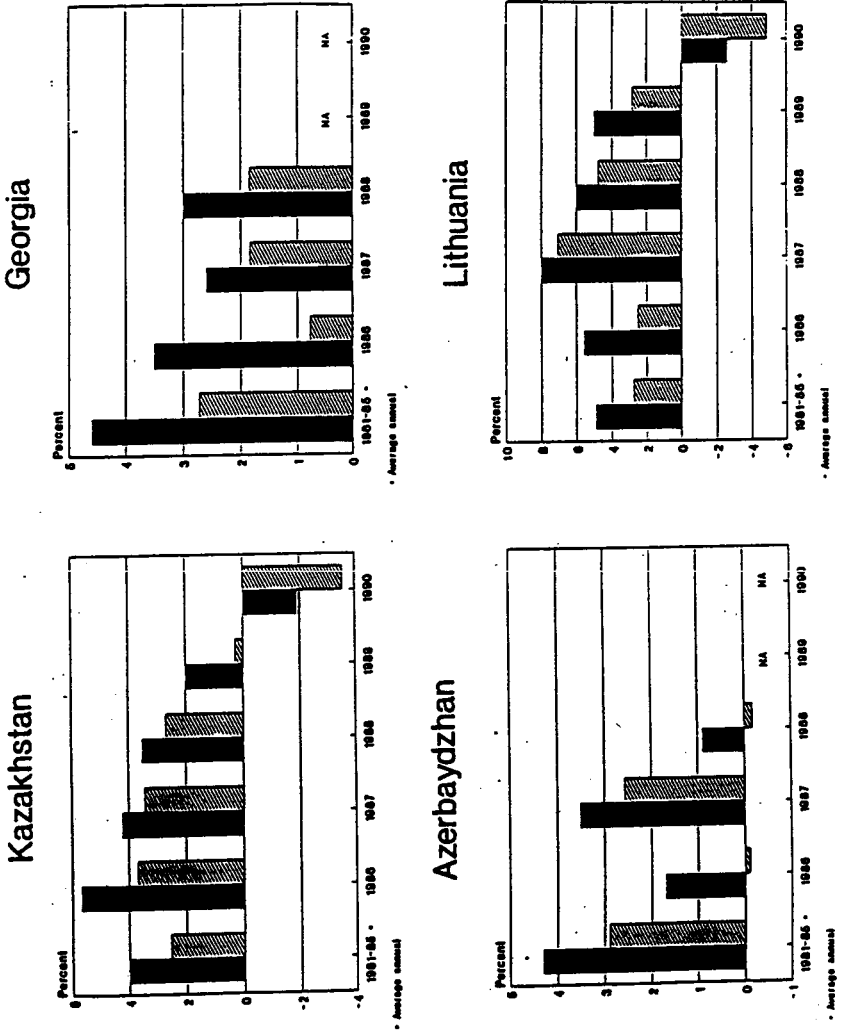 Kazakhstan
Percent
6
4
2
0
-2
-4
1981-85 • 1986 1987 1988 1989 1990
• Average annual
Georgia
Percent
5
4
3
2
1
0
NA NA
1981-85 • 1986 1987 1988 1989 1990
• Average annual
Azerbaydzhan
Percent
5
4
3
2
1
0
-1
NA NA
1981-85 • 1986 1987 1988 1989 1990
• Average annual
Lithuania
Percent
10
8
6
4
2
0
-2
-4
-6
1981-85 • 1986 1987 1988 1989 1990
• Average annual